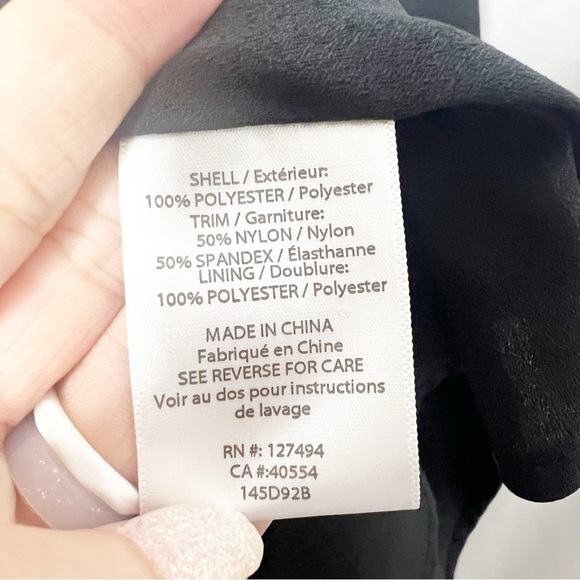 SHELL / Extérieur:
100% POLYESTER / Polyester
TRIM / Garniture:
50% NYLON / Nylon
50% SPANDEX / Élasthanne
LINING / Doublure:
100% POLYESTER / Polyester
MADE IN CHINA
Fabriqué en Chine
SEE REVERSE FOR CARE
Voir au dos pour instructions
de lavage
RN #: 127494
CA #:40554
145D92B